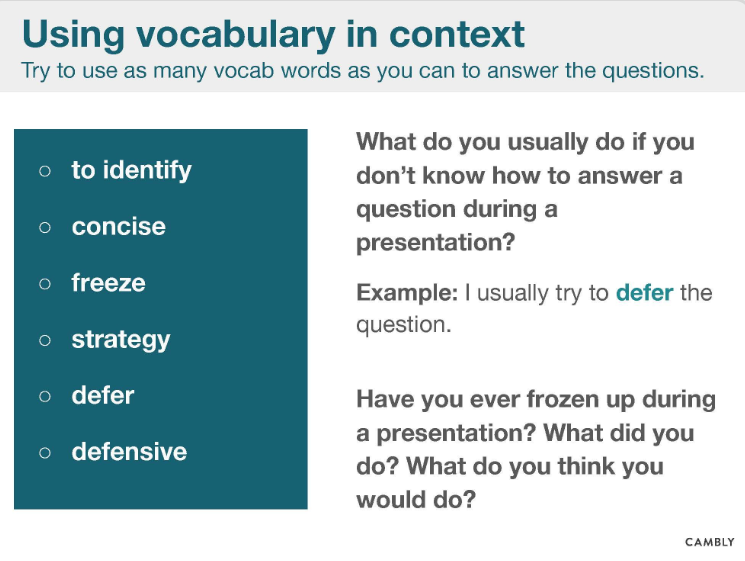 Using vocabulary in context
Try to use as many vocab words as you can to answer the questions.
to identify
concise
freeze
strategy
defer
defensive
What do you usually do if you
don’t know how to answer a
question during a
presentation?
Example: I usually try to defer the
question.
Have you ever frozen up during
a presentation? What did you
do? What do you think you
would do?
CAMBLY